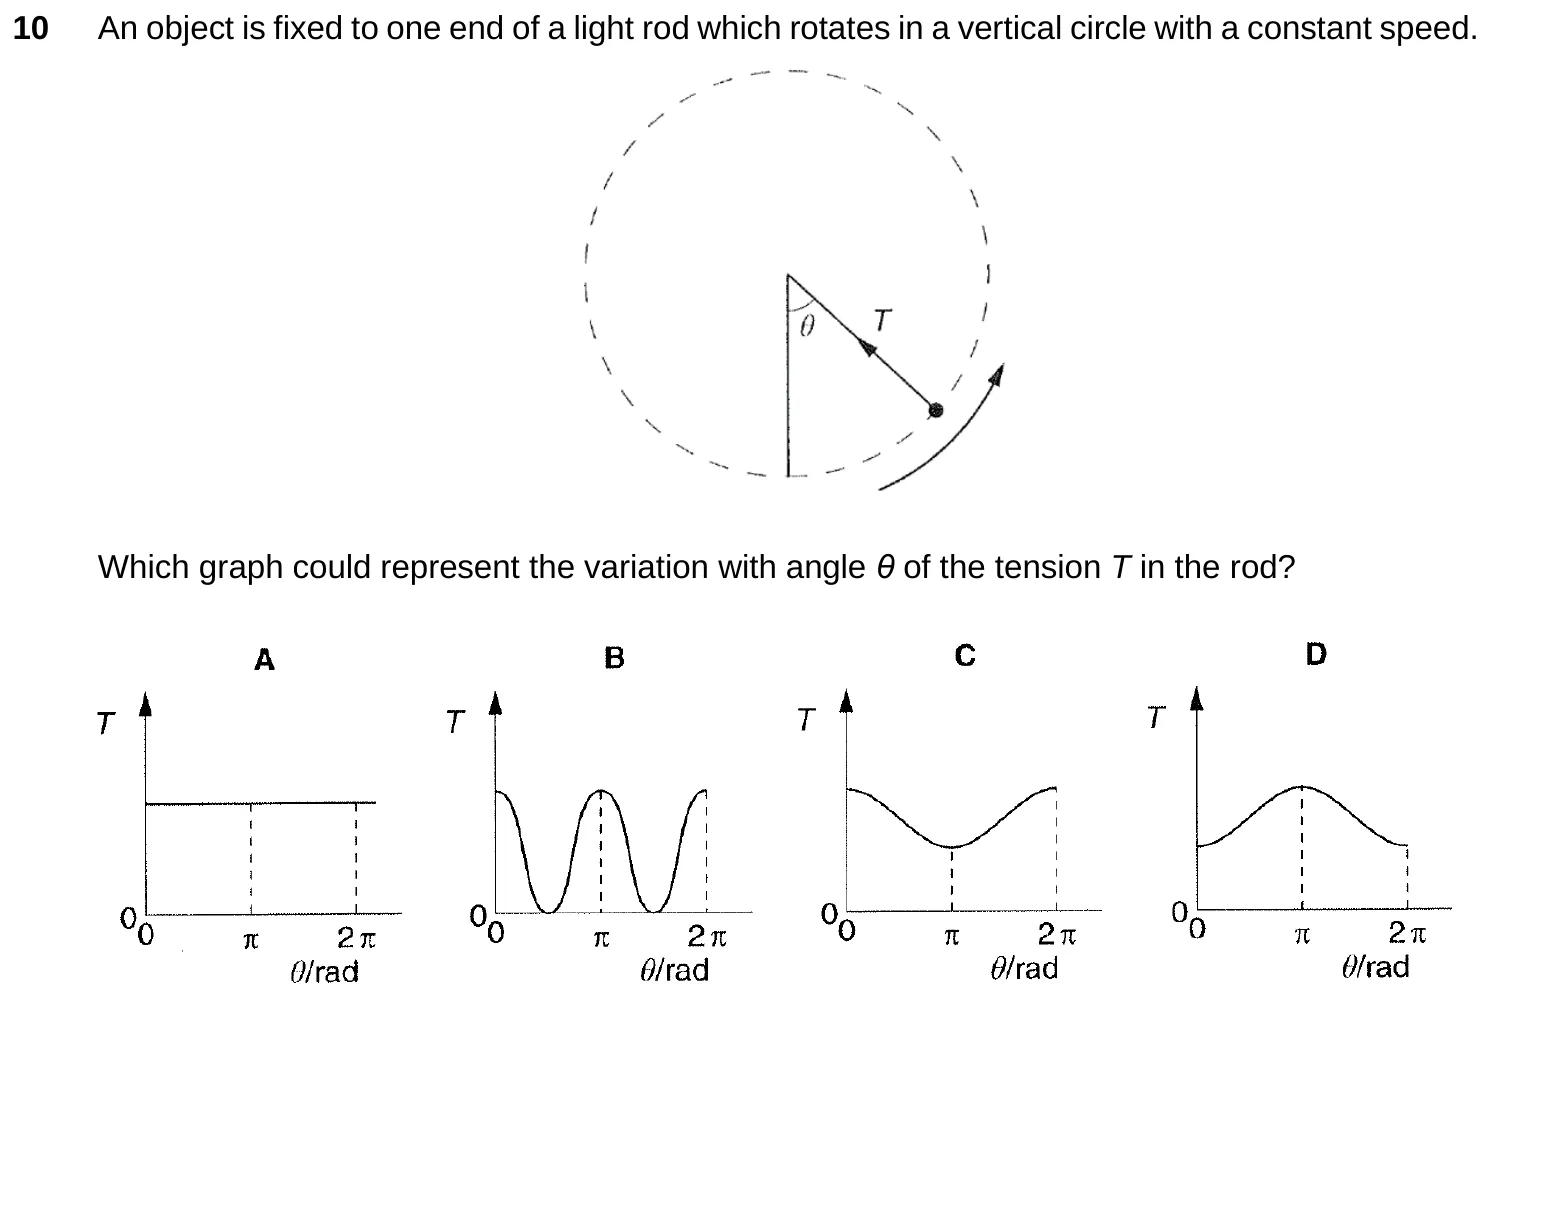 10 An object is fixed to one end of a light rod which rotates in a vertical circle with a constant speed.
θ
T
Which graph could represent the variation with angle θ of the tension T in the rod?
A B C D
T T T T
0 0 0 0
0 π 2π 0 π 2π 0 π 2π 0 π 2π
θ/rad θ/rad θ/rad θ/rad